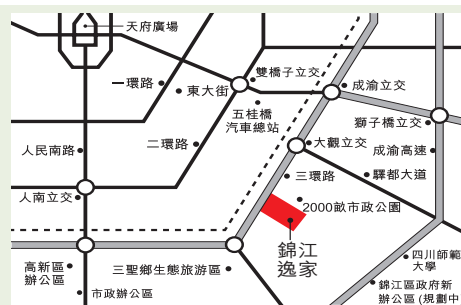 天府廣場
雙橋子立交
一環路
東大街
成渝立交
五桂橋
汽車總站
獅子橋立交
二環路
大觀立交
成渝高速
人民南路
三環路
驛都大道
人南立交
2000畝市政公園
錦江
逸家
四川師範
大學
高新區
辦公區
三聖鄉生態旅游區
市政辦公區
錦江區政府新
辦公區(規劃中